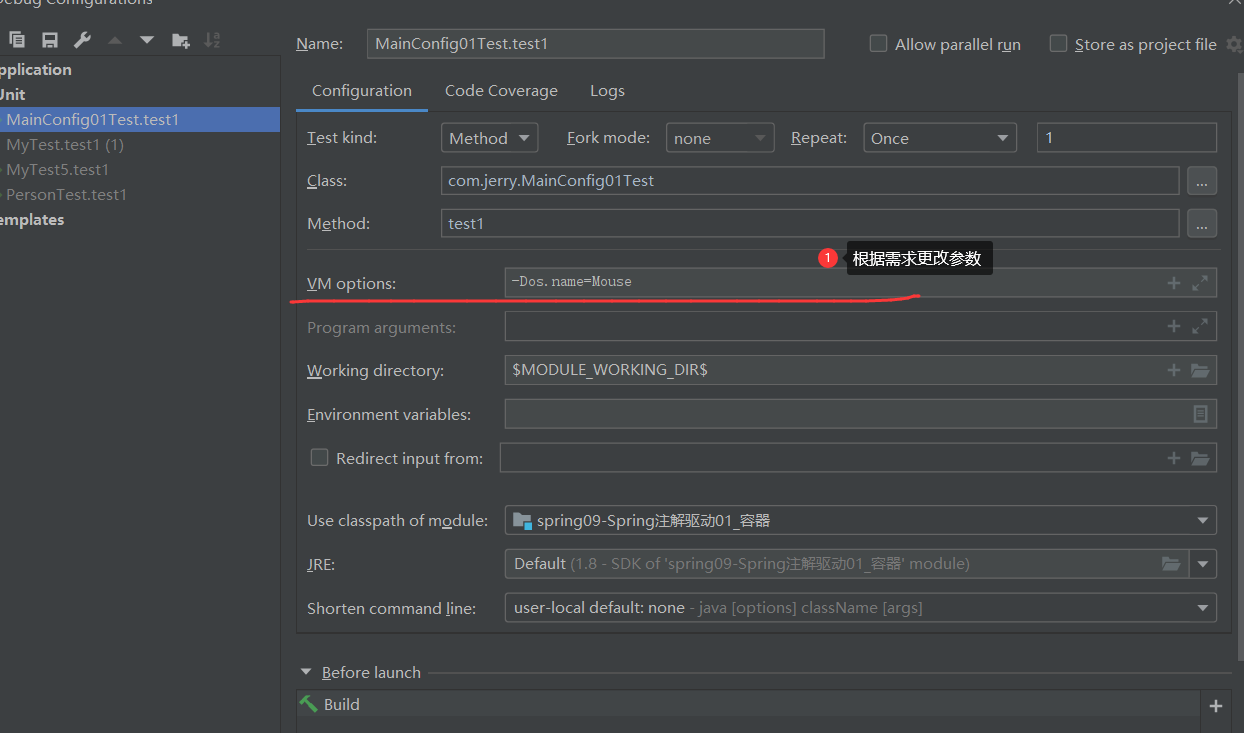 ebug Configurations
Name: MainConfig01Test.test1 Allow parallel run Store as project file
pplication
Unit
MainConfig01Test.test1
MyTest.test1 (1)
MyTest5.test1
PersonTest.test1
emplates
Configuration Code Coverage Logs
Test kind: Method Fork mode: none Repeat: Once 1
Class: com.jerry.MainConfig01Test ...
Method: test1 ...
1 根据需求更改参数
VM options: -Dos.name=Mouse
Program arguments:
Working directory: $MODULE_WORKING_DIR$
Environment variables:
Redirect input from:
Use classpath of module: spring09-Spring注解驱动01_容器
JRE: Default (1.8 - SDK of 'spring09-Spring注解驱动01_容器' module)
Shorten command line: user-local default: none - java [options] className [args]
Before launch
Build